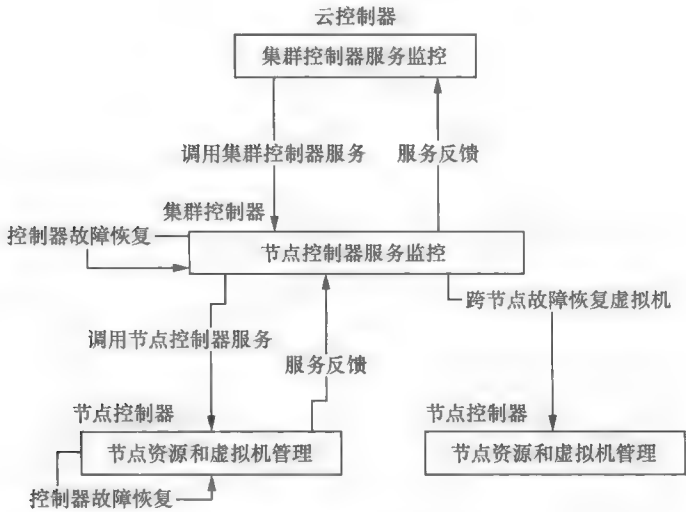 云控制器
集群控制器服务监控
调用集群控制器服务
服务反馈
集群控制器
控制器故障恢复
节点控制器服务监控
跨节点故障恢复虚拟机
调用节点控制器服务
服务反馈
节点控制器
节点控制器
节点资源和虚拟机管理
节点资源和虚拟机管理
控制器故障恢复